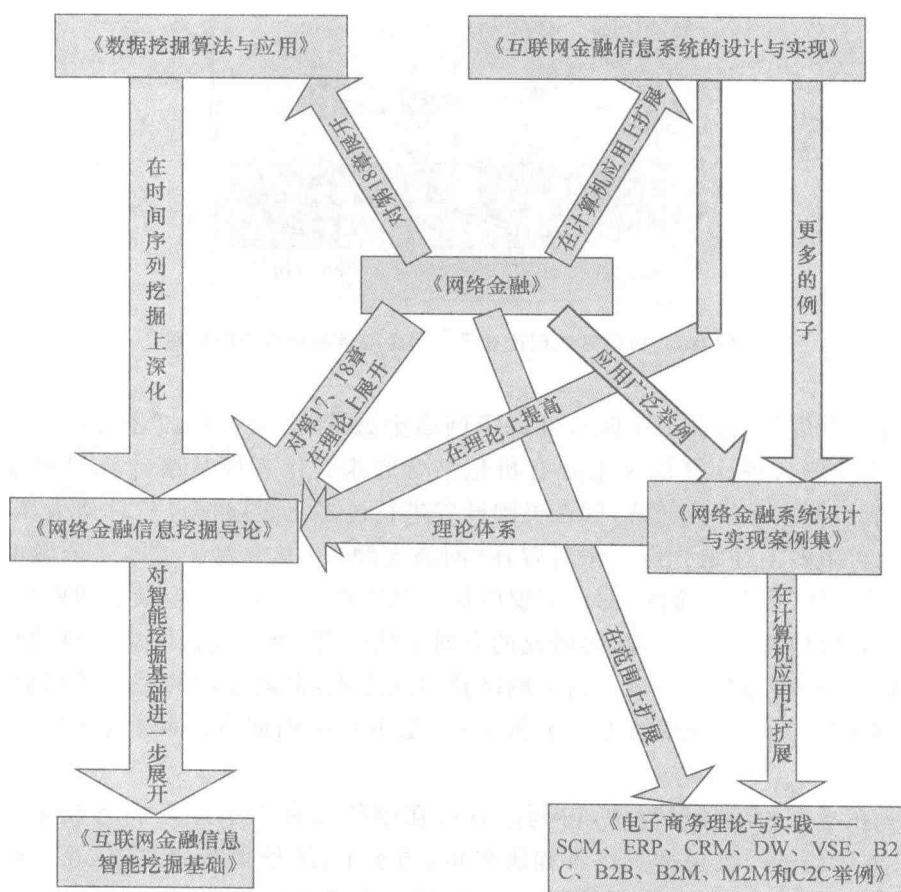 《数据挖掘算法与应用》
《互联网金融信息系统的设计与实现》
对第18章展开
在计算机应用上扩展
在时间序列挖掘上深化
更多的例子
《网络金融》
对第17、18章
在理论上展开
应用广泛举例
在理论上提高
《网络金融信息挖掘导论》
理论体系
《网络金融系统设计
与实现案例集》
对智能挖掘基础进一步展开
在范围上扩展
在计算机应用上扩展
《互联网金融信息
智能挖掘基础》
《电子商务理论与实践——
SCM、ERP、CRM、DW、VSE、B2
C、B2B、B2M、M2M和C2C举例》